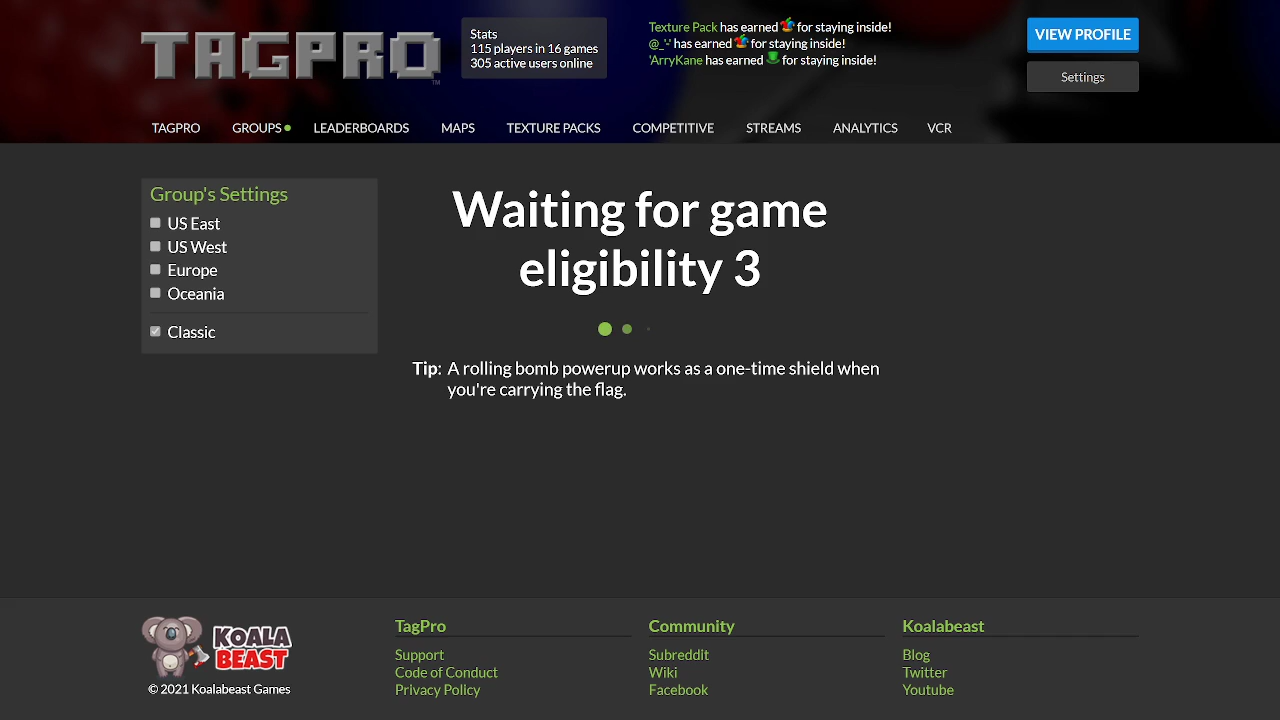 TAGPRO
TM
Stats
115 players in 16 games
305 active users online
Texture Pack has earned for staying inside!
@_'-' has earned for staying inside!
'ArryKane has earned for staying inside!
VIEW PROFILE
Settings
TAGPRO GROUPS LEADERBOARDS MAPS TEXTURE PACKS COMPETITIVE STREAMS ANALYTICS VCR
Group's Settings
US East
US West
Europe
Oceania
Classic
Waiting for game
eligibility 3
Tip: A rolling bomb powerup works as a one-time shield when
you're carrying the flag.
KOALA
BEAST
© 2021 Koalabeast Games
TagPro
Support
Code of Conduct
Privacy Policy
Community
Subreddit
Wiki
Facebook
Koalabeast
Blog
Twitter
Youtube